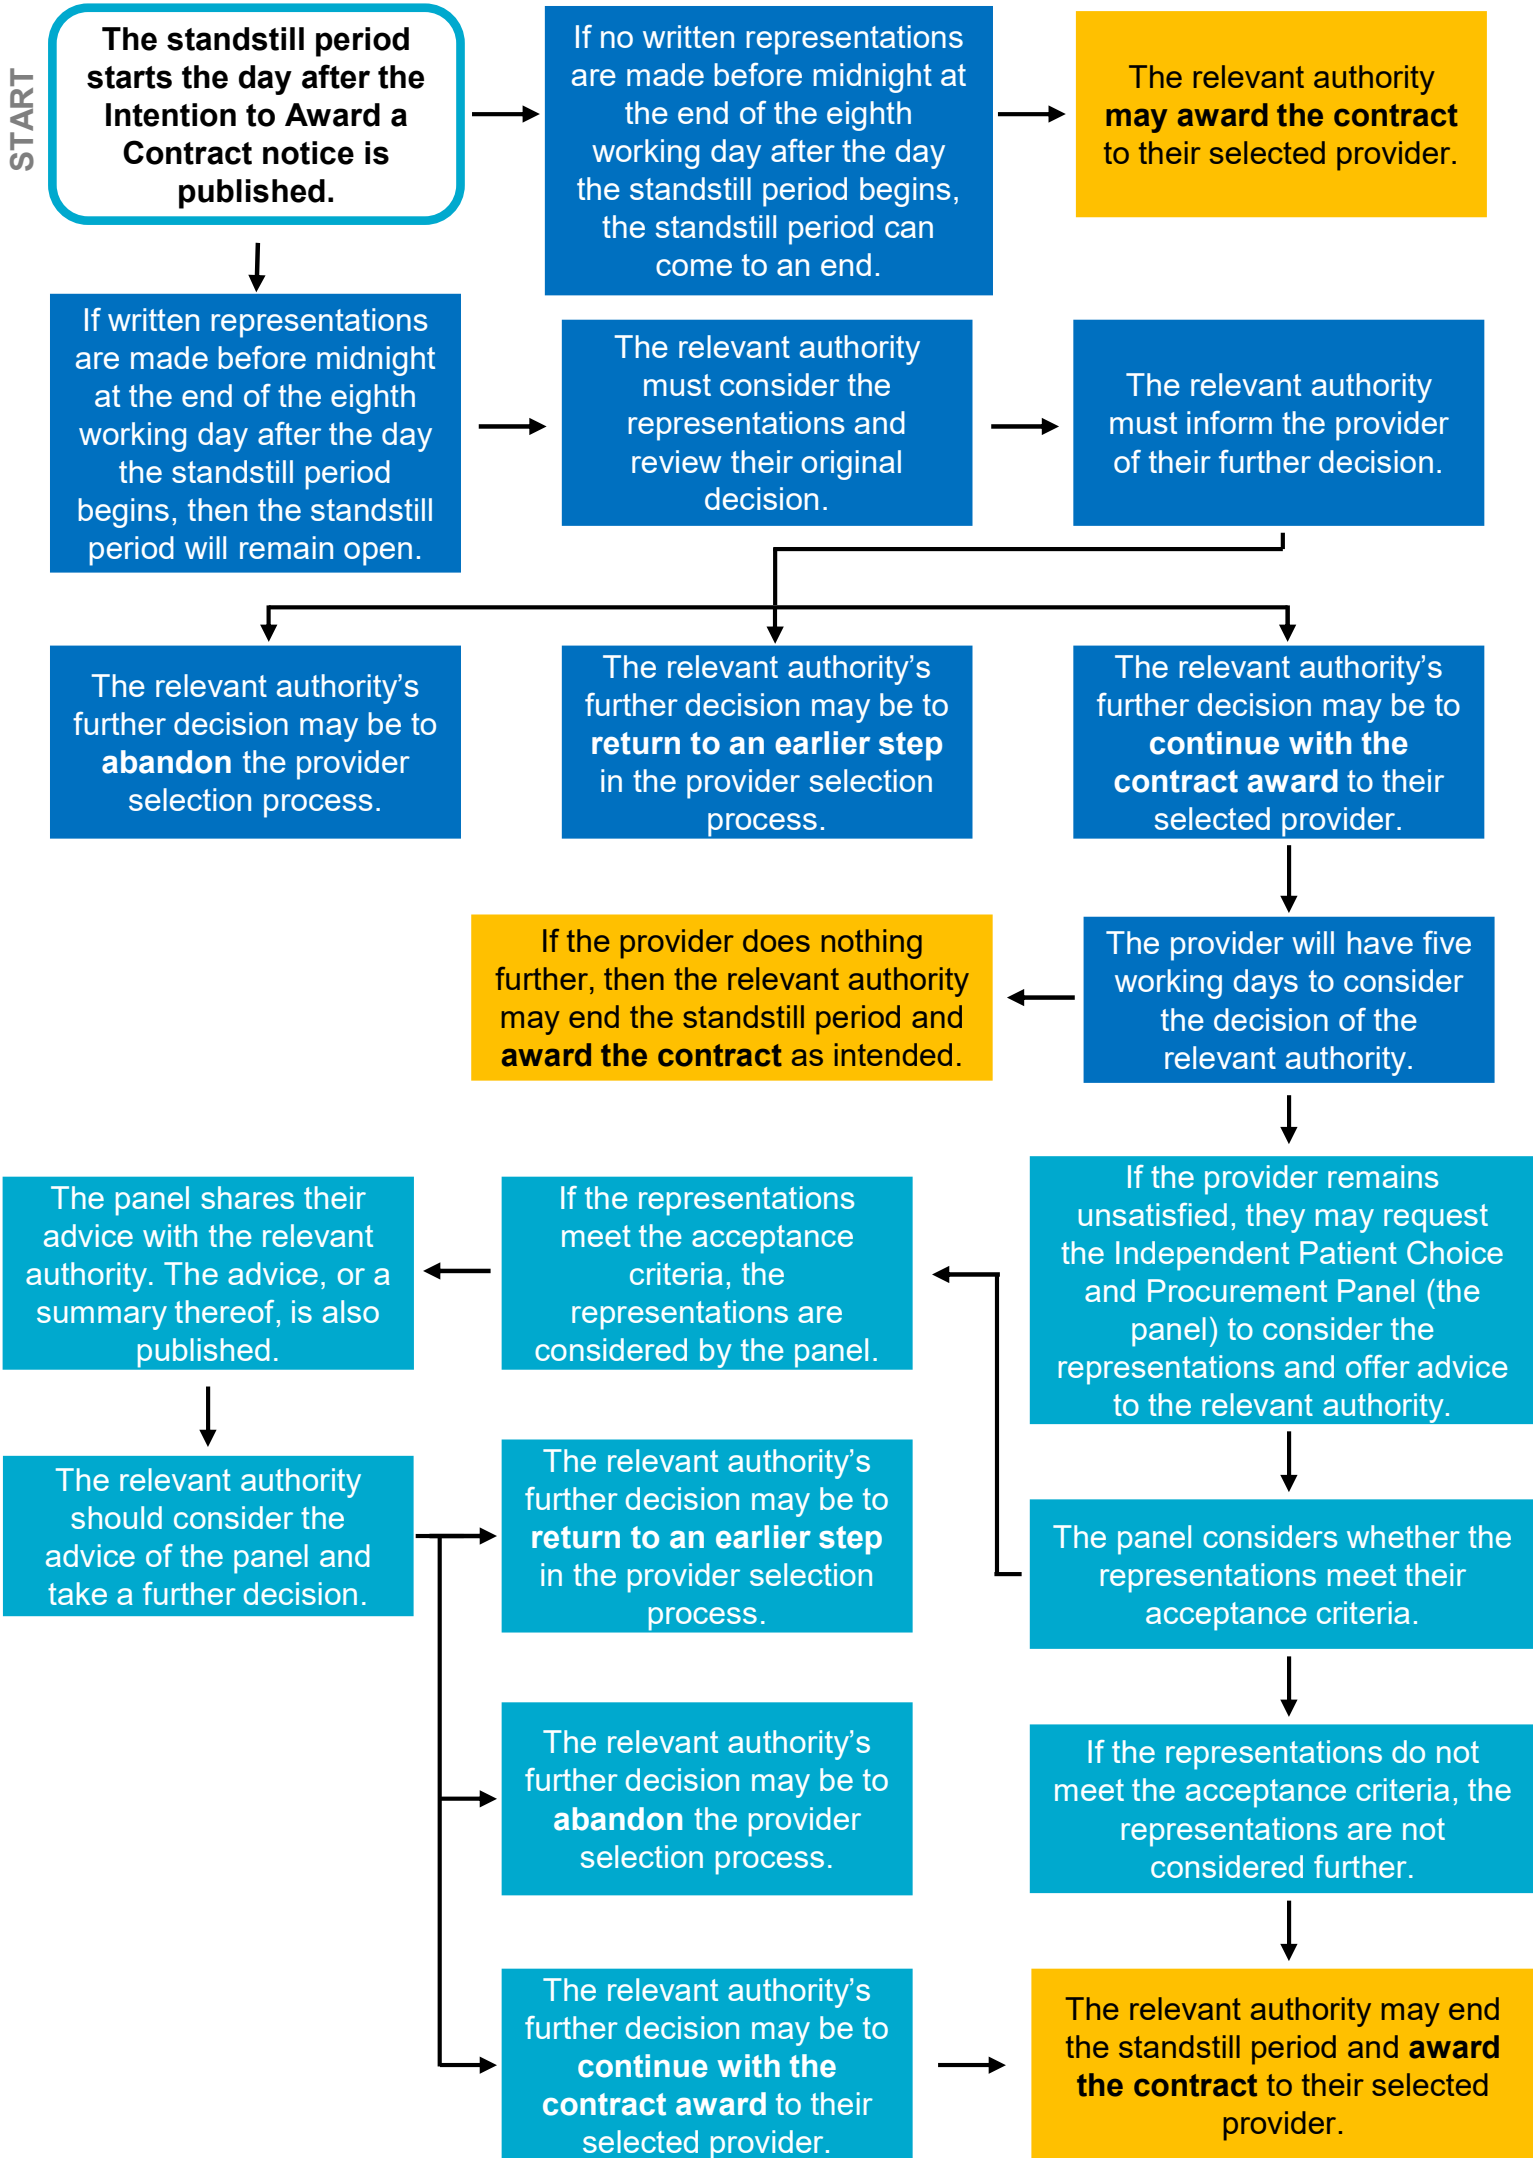 START
The standstill period
starts the day after the
Intention to Award a
Contract notice is
published.
If no written representations
are made before midnight at
the end of the eighth
working day after the day
the standstill period begins,
the standstill period can
come to an end.
The relevant authority
may award the contract
to their selected provider.
If written representations
are made before midnight
at the end of the eighth
working day after the day
the standstill period
begins, then the standstill
period will remain open.
The relevant authority
must consider the
representations and
review their original
decision.
The relevant authority
must inform the provider
of their further decision.
The relevant authority’s
further decision may be to
abandon the provider
selection process.
The relevant authority’s
further decision may be to
return to an earlier step
in the provider selection
process.
The relevant authority’s
further decision may be to
continue with the
contract award to their
selected provider.
If the provider does nothing
further, then the relevant authority
may end the standstill period and
award the contract as intended.
The provider will have five
working days to consider
the decision of the
relevant authority.
The panel shares their
advice with the relevant
authority. The advice, or a
summary thereof, is also
published.
If the representations
meet the acceptance
criteria, the
representations are
considered by the panel.
If the provider remains
unsatisfied, they may request
the Independent Patient Choice
and Procurement Panel (the
panel) to consider the
representations and offer advice
to the relevant authority.
The relevant authority
should consider the
advice of the panel and
take a further decision.
The relevant authority’s
further decision may be to
return to an earlier step
in the provider selection
process.
The panel considers whether the
representations meet their
acceptance criteria.
The relevant authority’s
further decision may be to
abandon the provider
selection process.
If the representations do not
meet the acceptance criteria, the
representations are not
considered further.
The relevant authority’s
further decision may be to
continue with the
contract award to their
selected provider.
The relevant authority may end
the standstill period and award
the contract to their selected
provider.